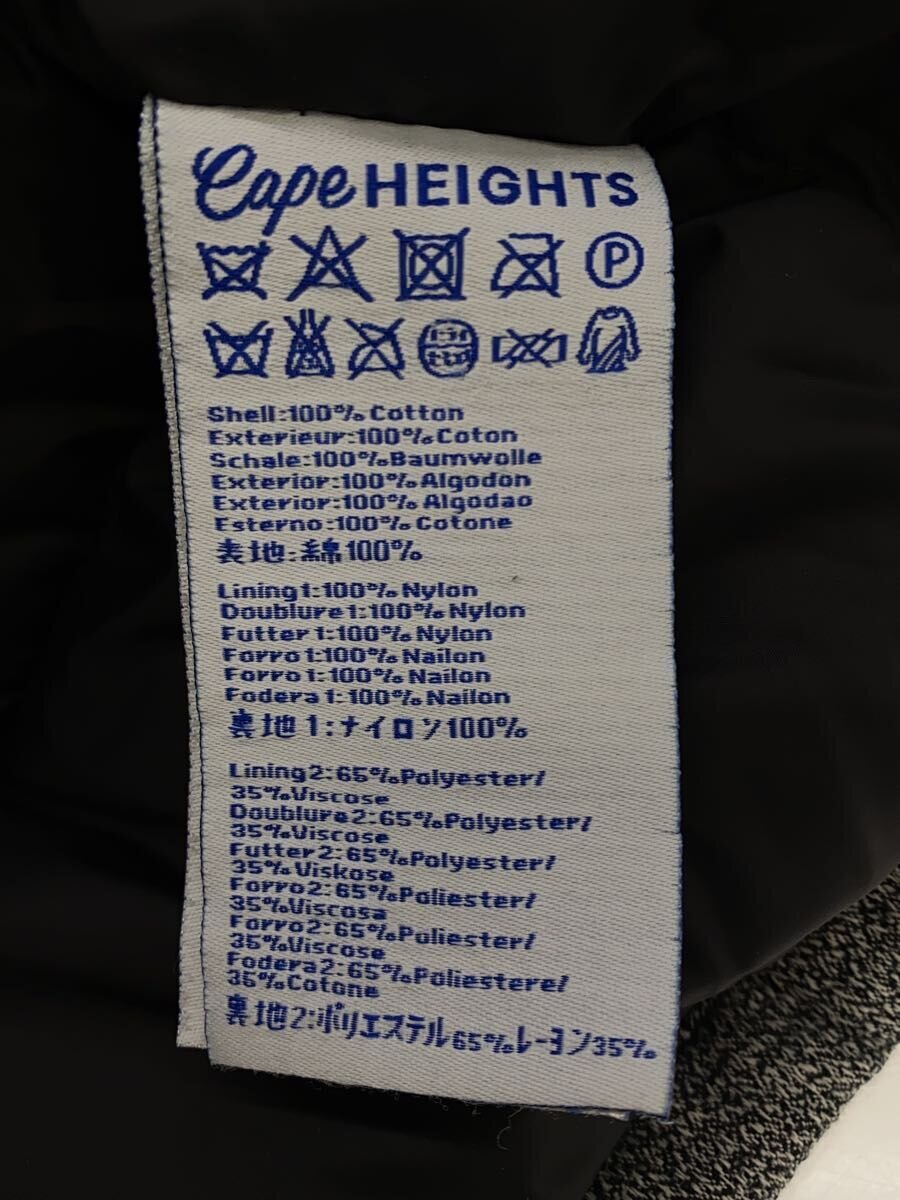 Cape HEIGHTS
P
Shell:100% Cotton
Exterieur:100% Coton
Schale:100%Baumwolle
Exterior:100% Algodon
Exterior:100% Algodao
Esterno:100% Cotone
表地:綿100%
Lining1:100% Nylon
Doublure1:100% Nylon
Futter1:100% Nylon
Forro1:100% Nailon
Forro1:100% Nailon
Fodera1:100% Nailon
裏地1:ナイロン100%
Lining2:65%Polyester/
35%Viscose
Doublure2:65%Polyester/
35%Viscose
Futter2:65%Polyester/
35%Viskose
Forro2:65%Poliester/
35%Viscosa
Forro2:65%Poliester/
35%Viscose
Fodera2:65%Poliestere/
35%Cotone
裏地2:ポリエステル65%レーヨン35%